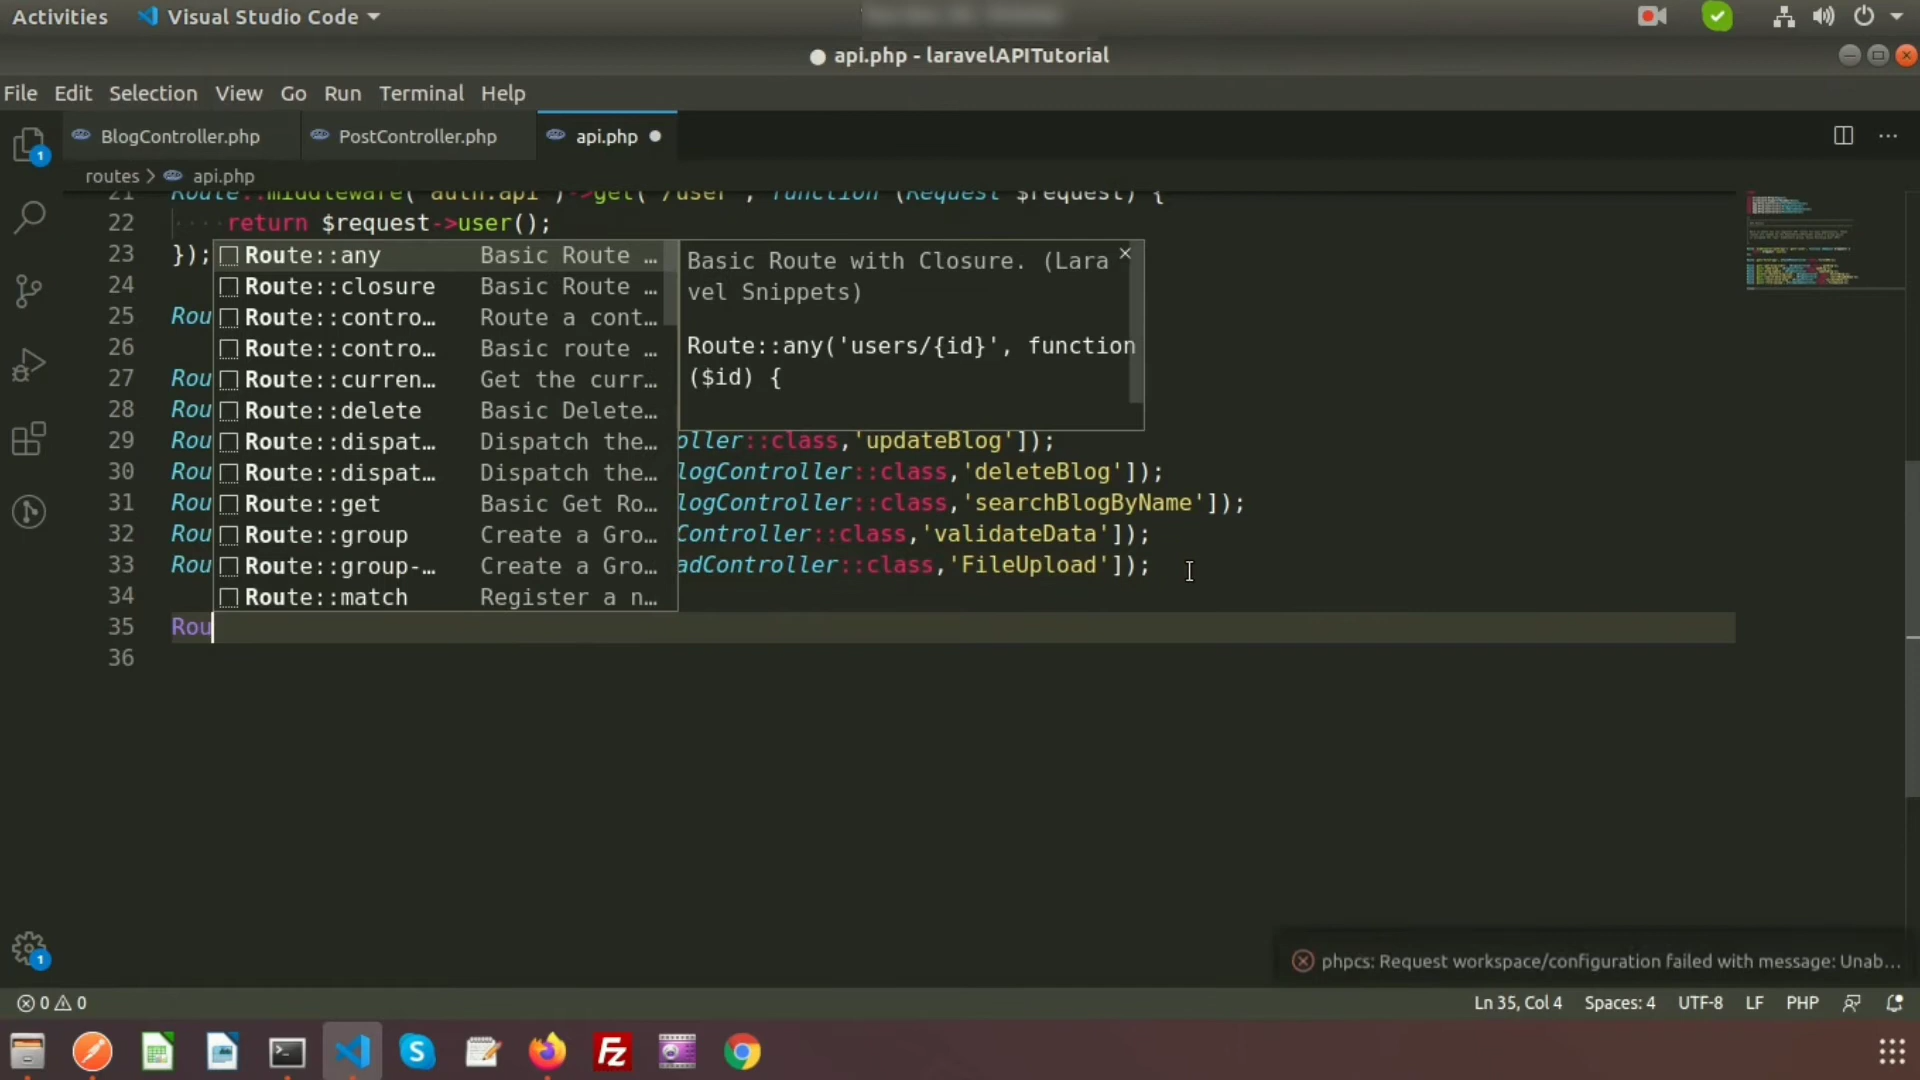 Activities Visual Studio Code
api.php - laravelAPITutorial
File Edit Selection View Go Run Terminal Help
BlogController.php PostController.php api.php
routes > api.php
21 Route::middleware('auth:api')->get('/user', function (Request $request) {
22 return $request->user();
23 });
24
25 Rou
26
27 Rou
28 Rou
29 Rou oller::class,'updateBlog']);
30 Rou logController::class,'deleteBlog']);
31 Rou logController::class,'searchBlogByName']);
32 Rou Controller::class,'validateData']);
33 Rou adController::class,'FileUpload']);
34
35 Rou
36
Route::any Basic Route …
Route::closure Basic Route …
Route::contro… Route a cont…
Route::contro… Basic route …
Route::curren… Get the curr…
Route::delete Basic Delete…
Route::dispat… Dispatch the…
Route::dispat… Dispatch the…
Route::get Basic Get Ro…
Route::group Create a Gro…
Route::group-… Create a Gro…
Route::match Register a n…
Basic Route with Closure. (Lara
vel Snippets)
Route::any('users/{id}', function
($id) {
phpcs: Request workspace/configuration failed with message: Unab...
1
1
0 0
Ln 35, Col 4 Spaces: 4 UTF-8 LF PHP
S
Fz